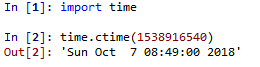 In [1]: import time
In [2]: time.ctime(1538916540)
Out[2]: 'Sun Oct  7 08:49:00 2018'